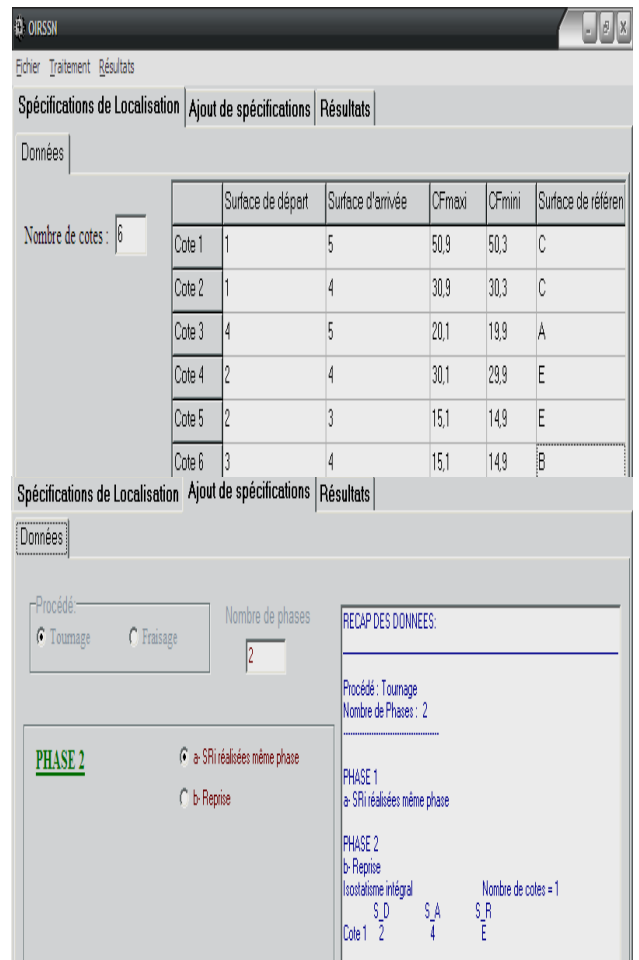 OIRSSN
Fichier Traitement Résultats
Spécifications de Localisation Ajout de spécifications Résultats
Données
Nombre de cotes : 6
Surface de départ Surface d'arrivée CFmaxi CFmini Surface de référen
Cote 1 1 5 50,9 50,3 C
Cote 2 1 4 30,9 30,3 C
Cote 3 4 5 20,1 19,9 A
Cote 4 2 4 30,1 29,9 E
Cote 5 2 3 15,1 14,9 E
Cote 6 3 4 15,1 14,9 B
Spécifications de Localisation Ajout de spécifications Résultats
Données
Procédé:
Tournage Fraisage
Nombre de phases
2
PHASE 2
a- SRi réalisées même phase
b- Reprise
RECAP DES DONNEES:
Procédé : Tournage
Nombre de Phases : 2
PHASE 1
a- SRi réalisées même phase
PHASE 2
b- Reprise
Isostatisme intégral Nombre de cotes = 1
S_D S_A S_R
Cote 1 2 4 E